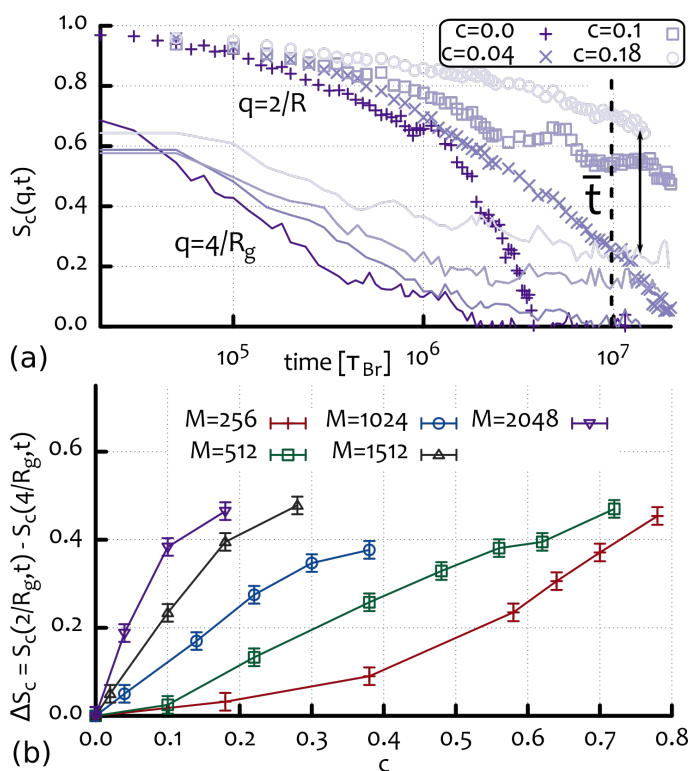 c=0.0 c=0.1
c=0.04 c=0.18
1.0
0.8
0.6
0.4
0.2
0.0
S_c(q,t)
q=2/R
q=4/R_g
t̅
10^5 10^6 10^7
time [τ_Br]
(a)
M=256 M=1024 M=2048
M=512 M=1512
0.6
0.4
0.2
0.0
ΔS_c = S_c(2/R_g,t) - S_c(4/R_g,t)
0.0 0.1 0.2 0.3 0.4 0.5 0.6 0.7 0.8
c
(b)